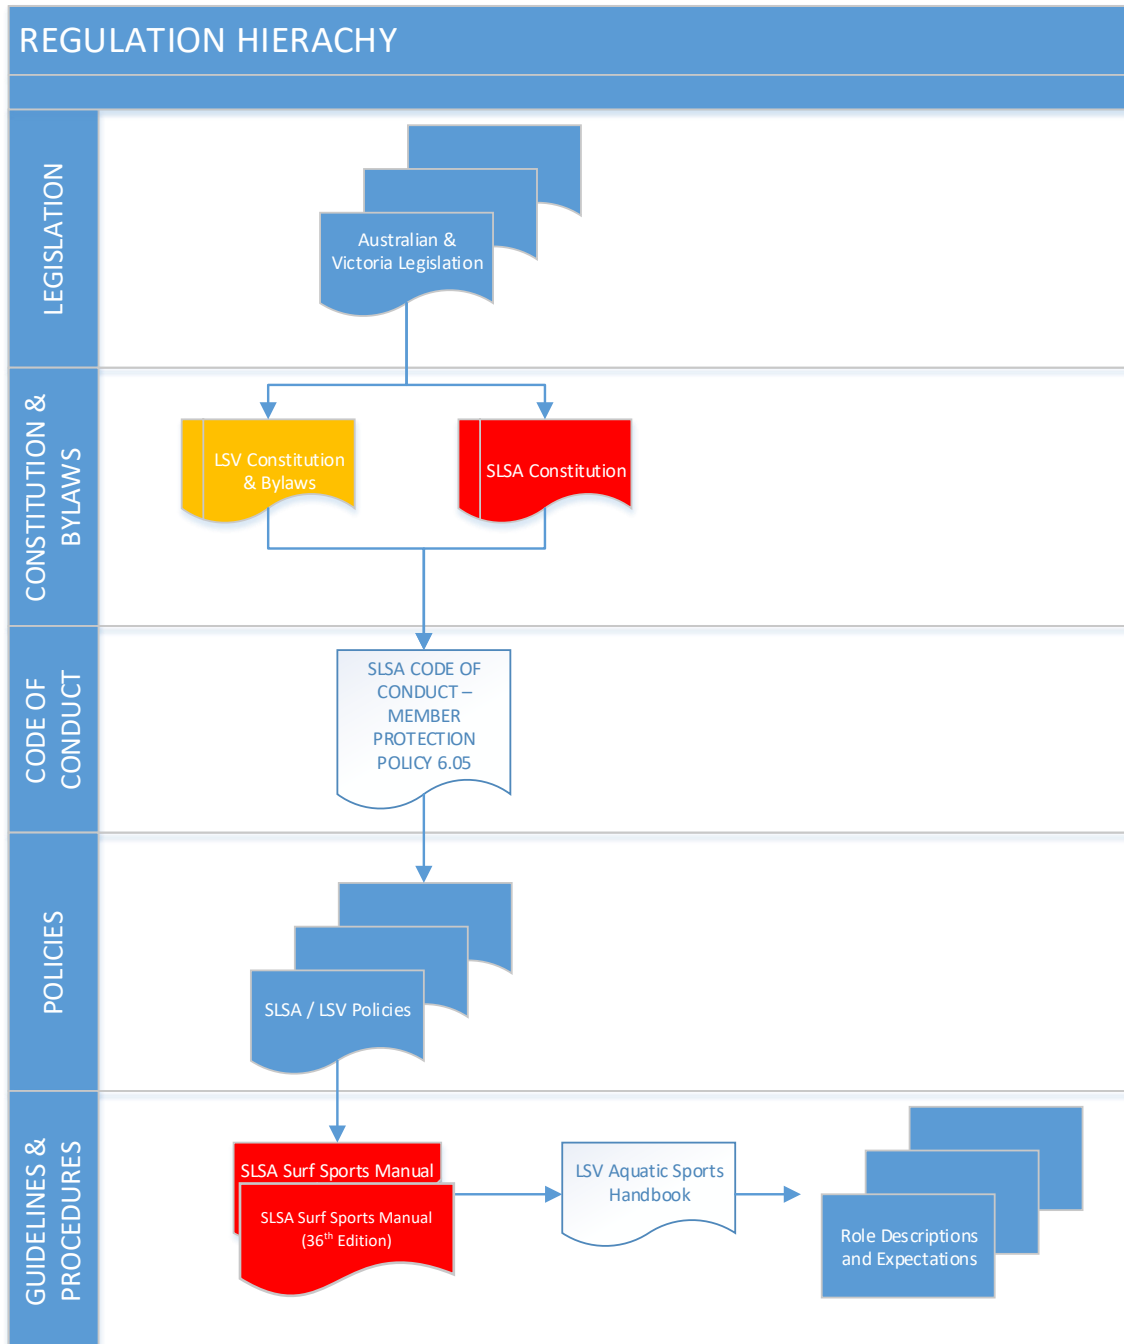 REGULATION HIERACHY
LEGISLATION
Australian &
Victoria Legislation
CONSTITUTION &
BYLAWS
LSV Constitution
& Bylaws
SLSA Constitution
CODE OF
CONDUCT
SLSA CODE OF
CONDUCT –
MEMBER
PROTECTION
POLICY 6.05
POLICIES
SLSA / LSV Policies
GUIDELINES &
PROCEDURES
SLSA Surf Sports Manual
SLSA Surf Sports Manual
(36th Edition)
LSV Aquatic Sports
Handbook
Role Descriptions
and Expectations